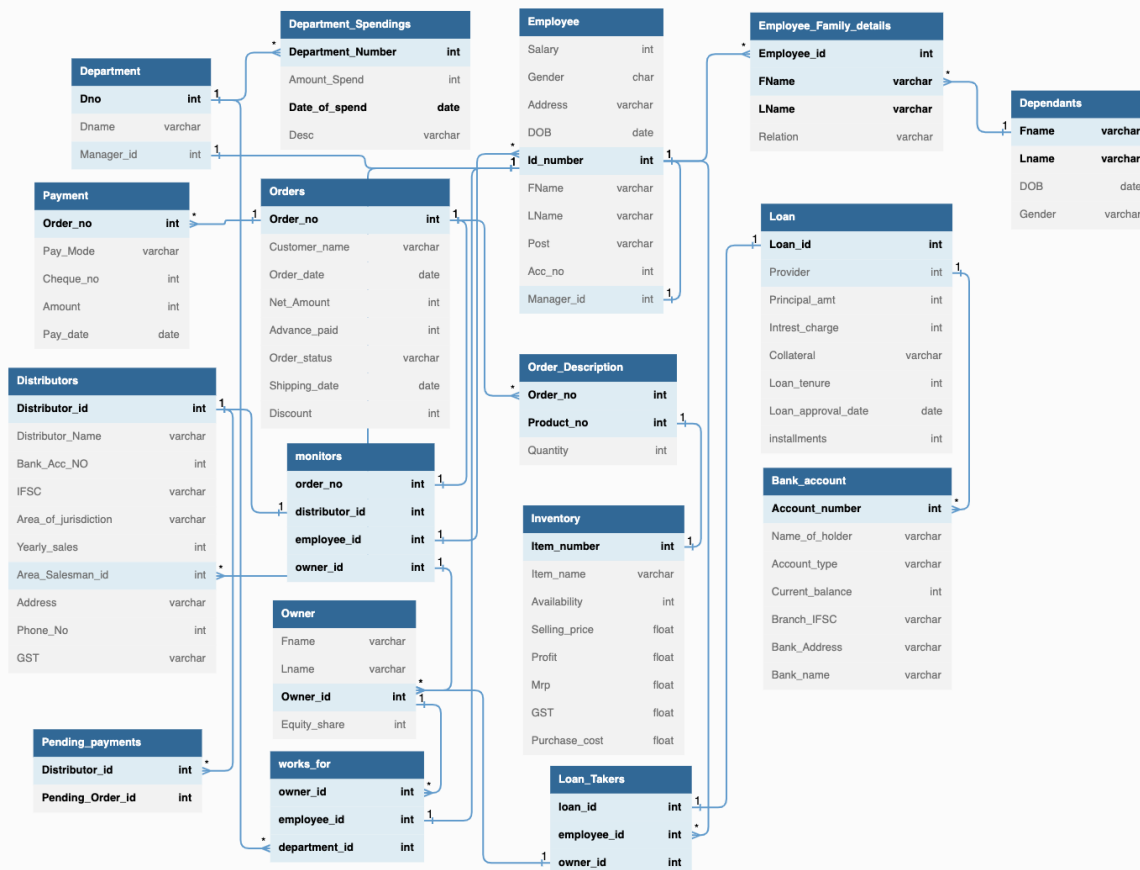 Department
Dno int
Dname varchar
Manager_id int
Department_Spendings
Department_Number int
Amount_Spend int
Date_of_spend date
Desc varchar
Employee
Salary int
Gender char
Address varchar
DOB date
Id_number int
FName varchar
LName varchar
Post varchar
Acc_no int
Manager_id int
Employee_Family_details
Employee_id int
FName varchar
LName varchar
Relation varchar
Dependants
Fname varchar
Lname varchar
DOB date
Gender varchar
Payment
Order_no int
Pay_Mode varchar
Cheque_no int
Amount int
Pay_date date
Orders
Order_no int
Customer_name varchar
Order_date date
Net_Amount int
Advance_paid int
Order_status varchar
Shipping_date date
Discount int
Loan
Loan_id int
Provider int
Principal_amt int
Intrest_charge int
Collateral varchar
Loan_tenure int
Loan_approval_date date
installments int
Distributors
Distributor_id int
Distributor_Name varchar
Bank_Acc_NO int
IFSC varchar
Area_of_jurisdiction varchar
Yearly_sales int
Area_Salesman_id int
Address varchar
Phone_No int
GST varchar
monitors
order_no int
distributor_id int
employee_id int
owner_id int
Order_Description
Order_no int
Product_no int
Quantity int
Inventory
Item_number int
Item_name varchar
Availability int
Selling_price float
Profit float
Mrp float
GST float
Purchase_cost float
Bank_account
Account_number int
Name_of_holder varchar
Account_type varchar
Current_balance int
Branch_IFSC varchar
Bank_Address varchar
Bank_name varchar
Owner
Fname varchar
Lname varchar
Owner_id int
Equity_share int
Pending_payments
Distributor_id int
Pending_Order_id int
works_for
owner_id int
employee_id int
department_id int
Loan_Takers
loan_id int
employee_id int
owner_id int